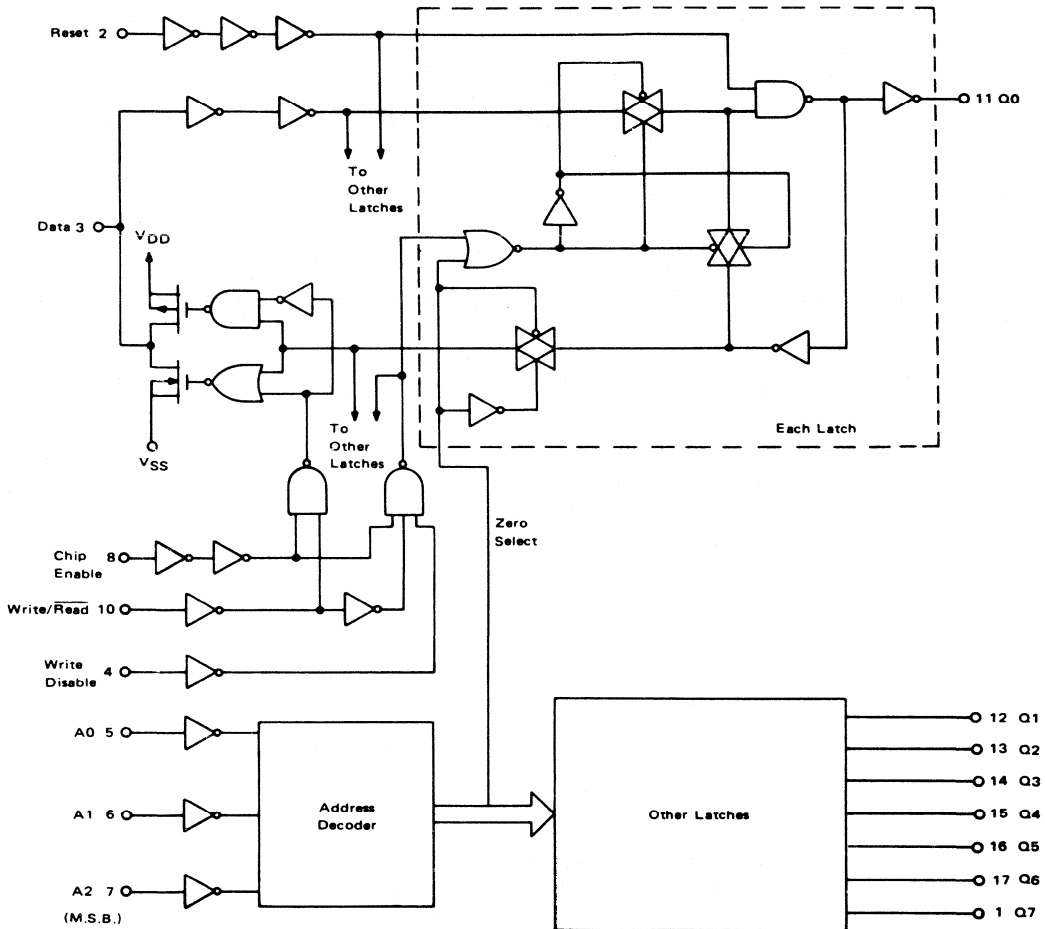 Reset 2
11 Q0
To
Other
Latches
Data 3
VDD
Each Latch
To
Other
Latches
VSS
Zero
Select
Chip
Enable
8
Write/Read 10
Write
Disable
4
A0 5
A1 6
A2 7
(M.S.B.)
Address
Decoder
Other Latches
12 Q1
13 Q2
14 Q3
15 Q4
16 Q5
17 Q6
1 Q7